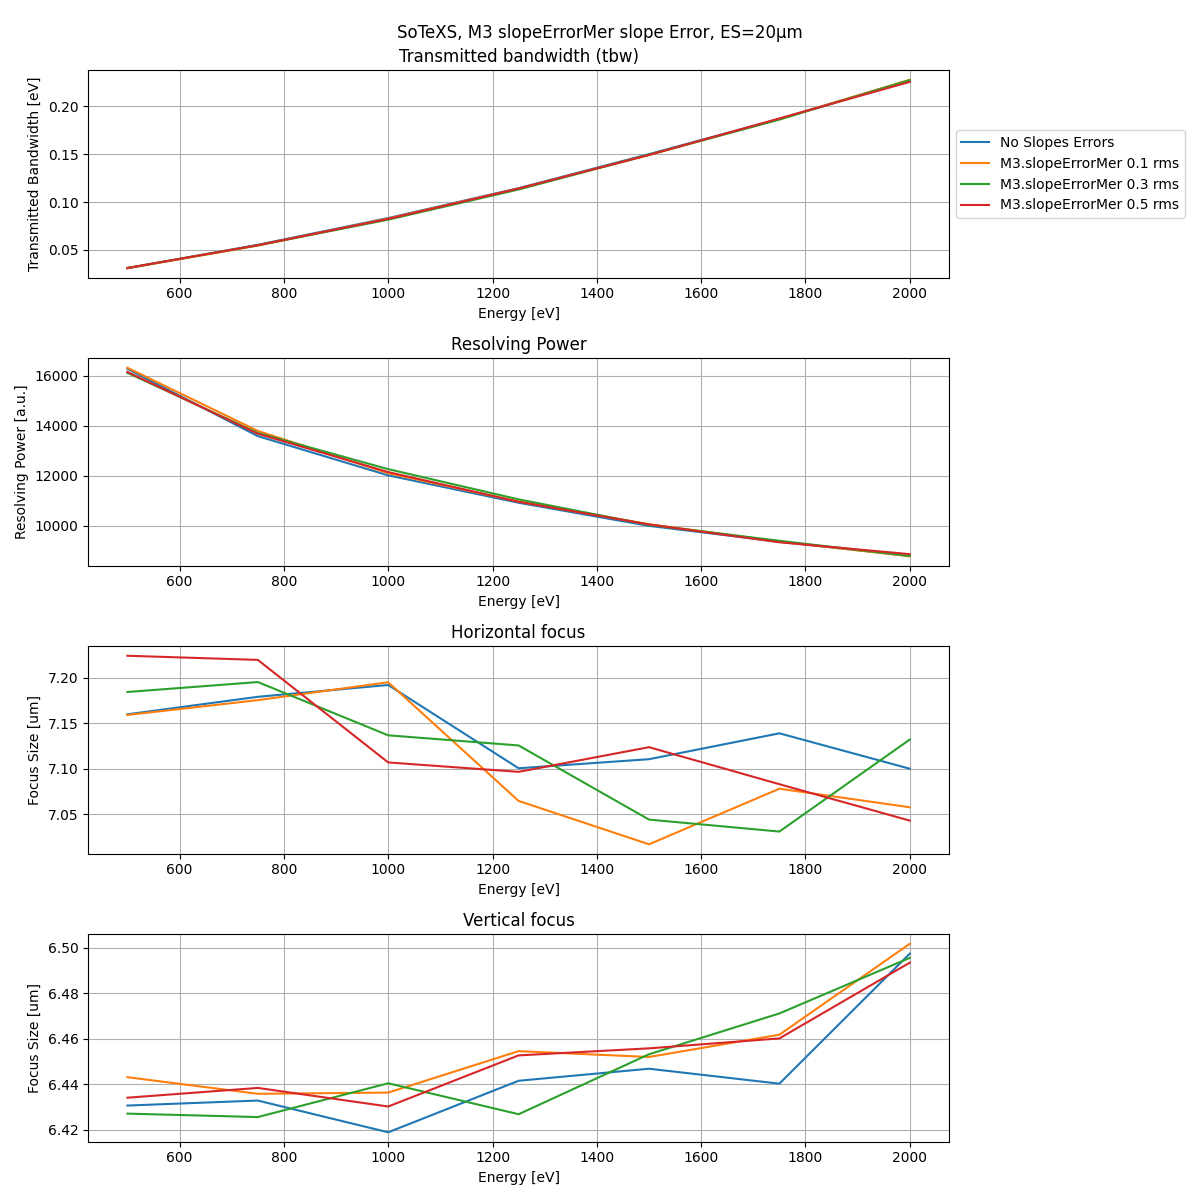 SoTeXS, M3 slopeErrorMer slope Error, ES=20µm
Transmitted bandwidth (tbw)
Transmitted Bandwidth [eV]
0.20
0.15
0.10
0.05
600 800 1000 1200 1400 1600 1800 2000
Energy [eV]
No Slopes Errors
M3.slopeErrorMer 0.1 rms
M3.slopeErrorMer 0.3 rms
M3.slopeErrorMer 0.5 rms
Resolving Power
Resolving Power [a.u.]
16000
14000
12000
10000
600 800 1000 1200 1400 1600 1800 2000
Energy [eV]
Horizontal focus
Focus Size [um]
7.20
7.15
7.10
7.05
600 800 1000 1200 1400 1600 1800 2000
Energy [eV]
Vertical focus
Focus Size [um]
6.50
6.48
6.46
6.44
6.42
600 800 1000 1200 1400 1600 1800 2000
Energy [eV]